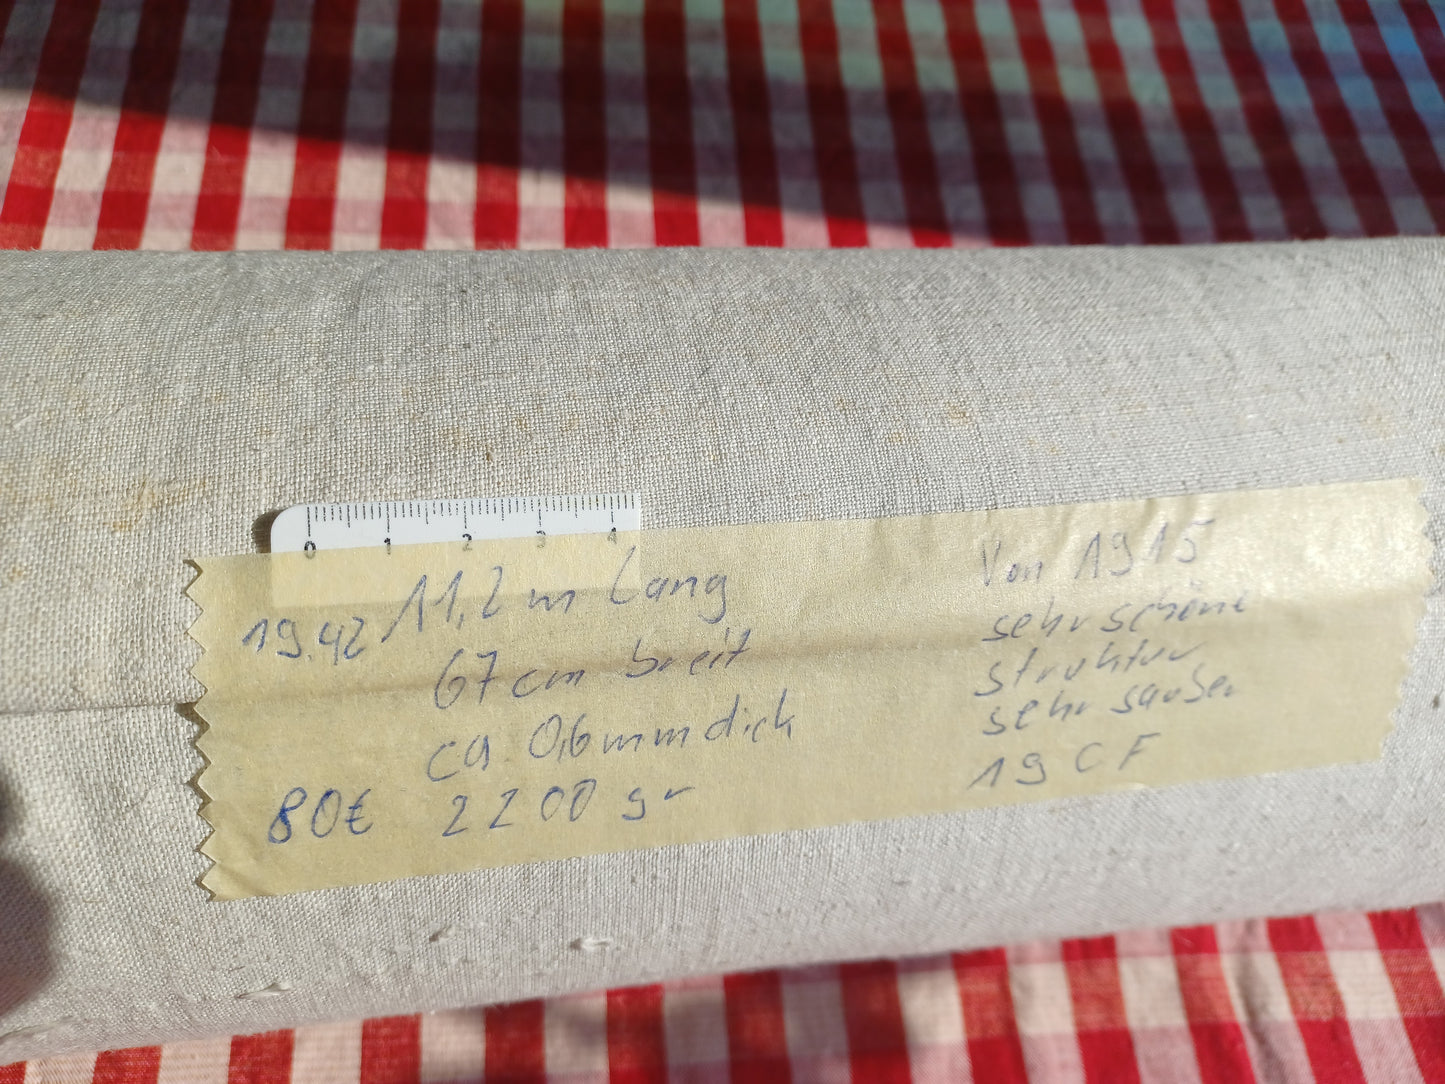 0 1 2 3 4
19.42
11,2 m Lang
67 cm breit
ca. 0,6 mm dick
80€ 2200 gr
Von 1915
sehr schöne
struktur
sehr sauber
19 C F